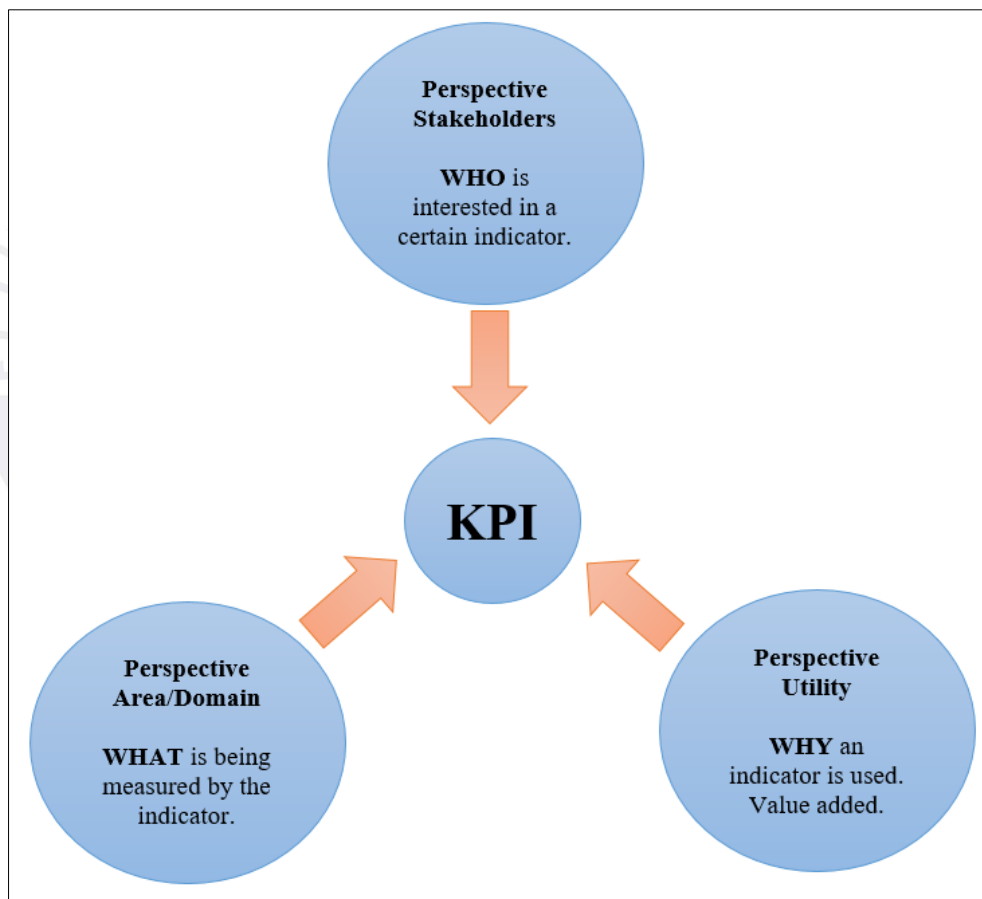 Perspective
Stakeholders
WHO is
interested in a
certain indicator.
KPI
Perspective
Area/Domain
WHAT is being
measured by the
indicator.
Perspective
Utility
WHY an
indicator is used.
Value added.